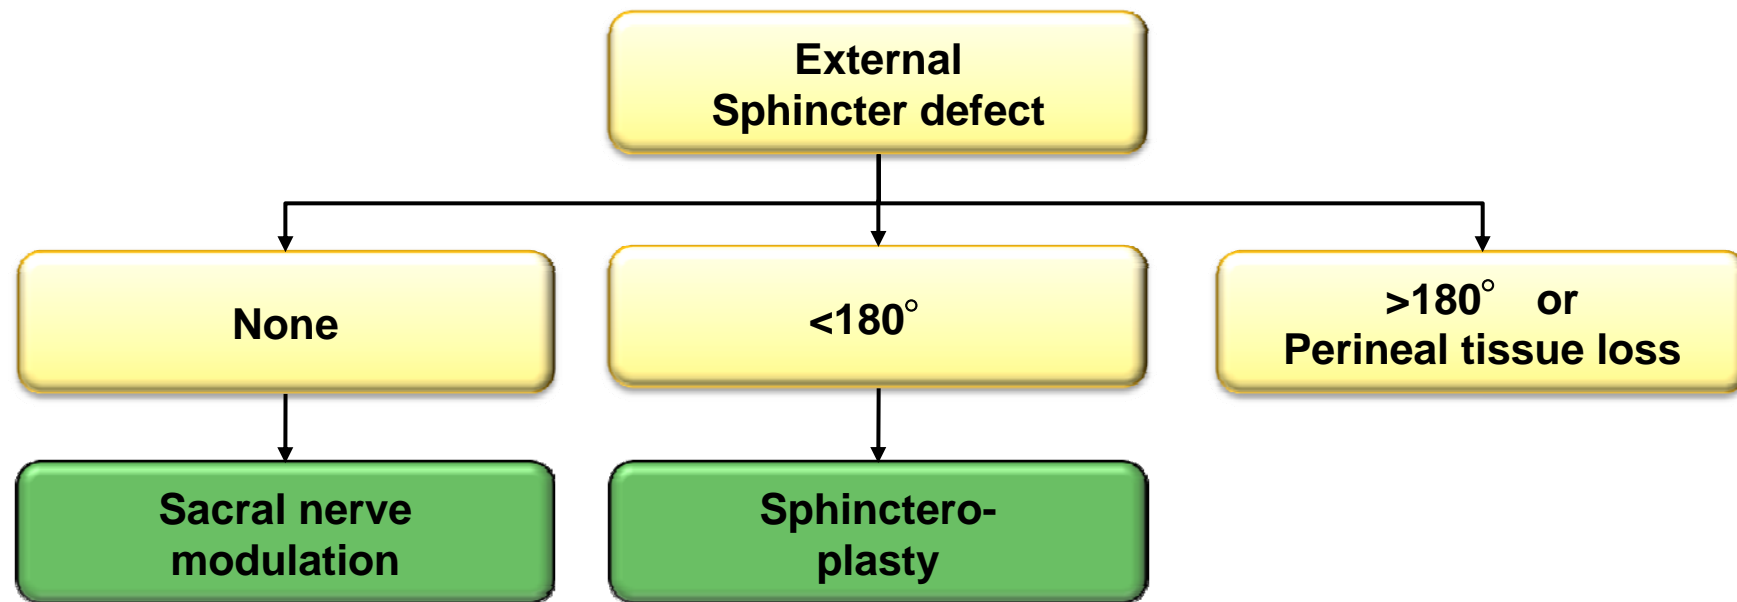 External
Sphincter defect
None
<180°
>180° or
Perineal tissue loss
Sacral nerve
modulation
Sphinctero-
plasty